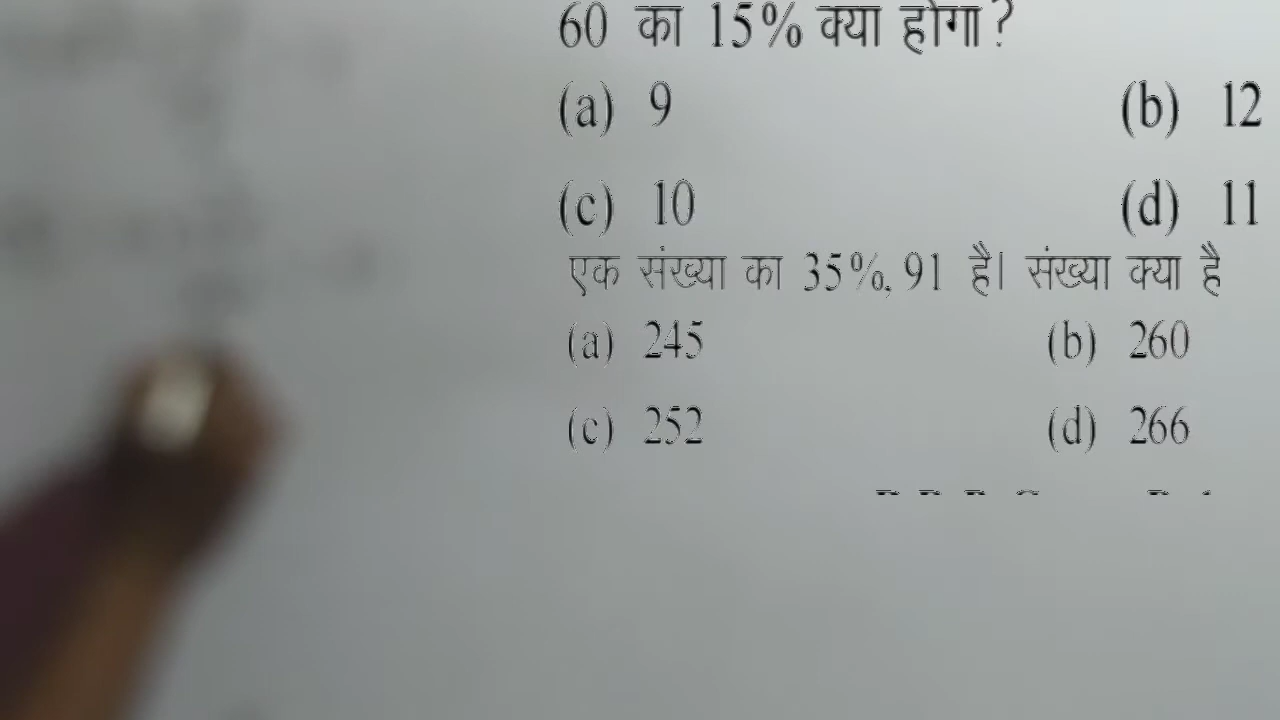 60 का 15% क्या होगा?
(a) 9 (b) 12
(c) 10 (d) 11
एक संख्या का 35%, 91 है। संख्या क्या है
(a) 245 (b) 260
(c) 252 (d) 266